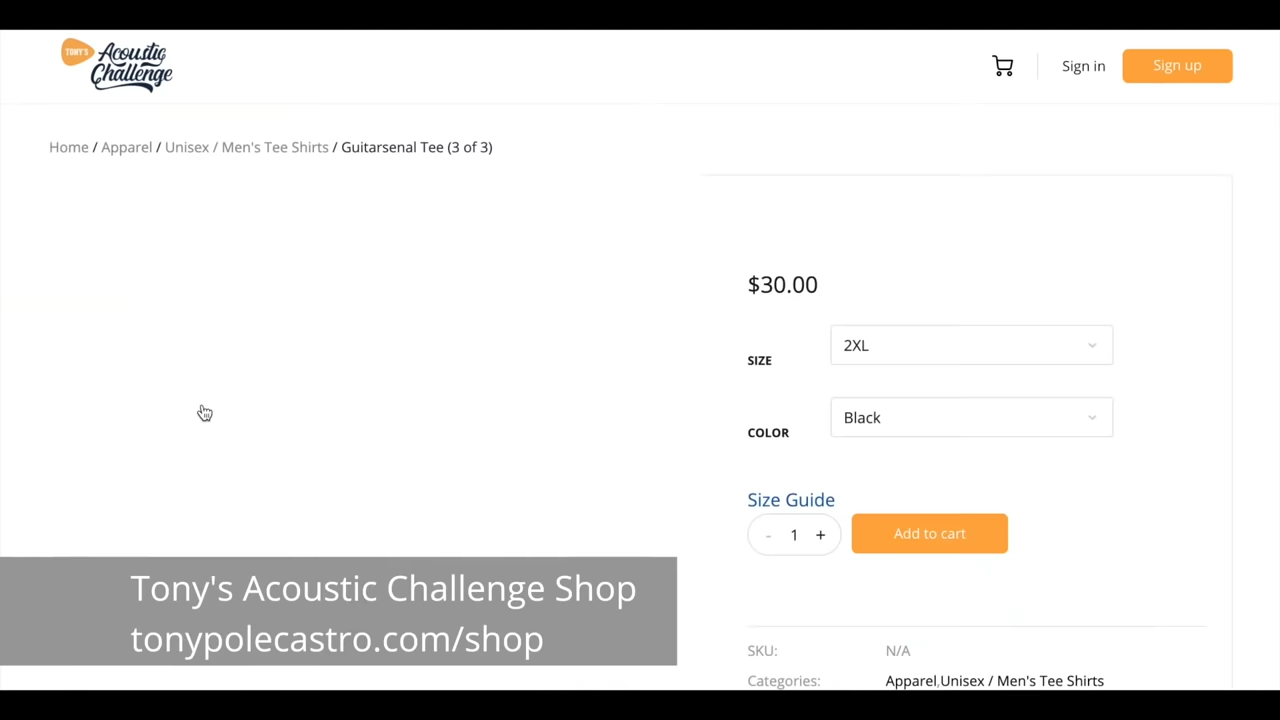 TONY'S
Acoustic
Challenge
Sign in
Sign up
Home / Apparel / Unisex / Men's Tee Shirts / Guitarsenal Tee (3 of 3)
$30.00
SIZE
2XL
COLOR
Black
Size Guide
- 1 +
Add to cart
SKU:
N/A
Categories:
Apparel,Unisex / Men's Tee Shirts
Tony's Acoustic Challenge Shop
tonypolecastro.com/shop